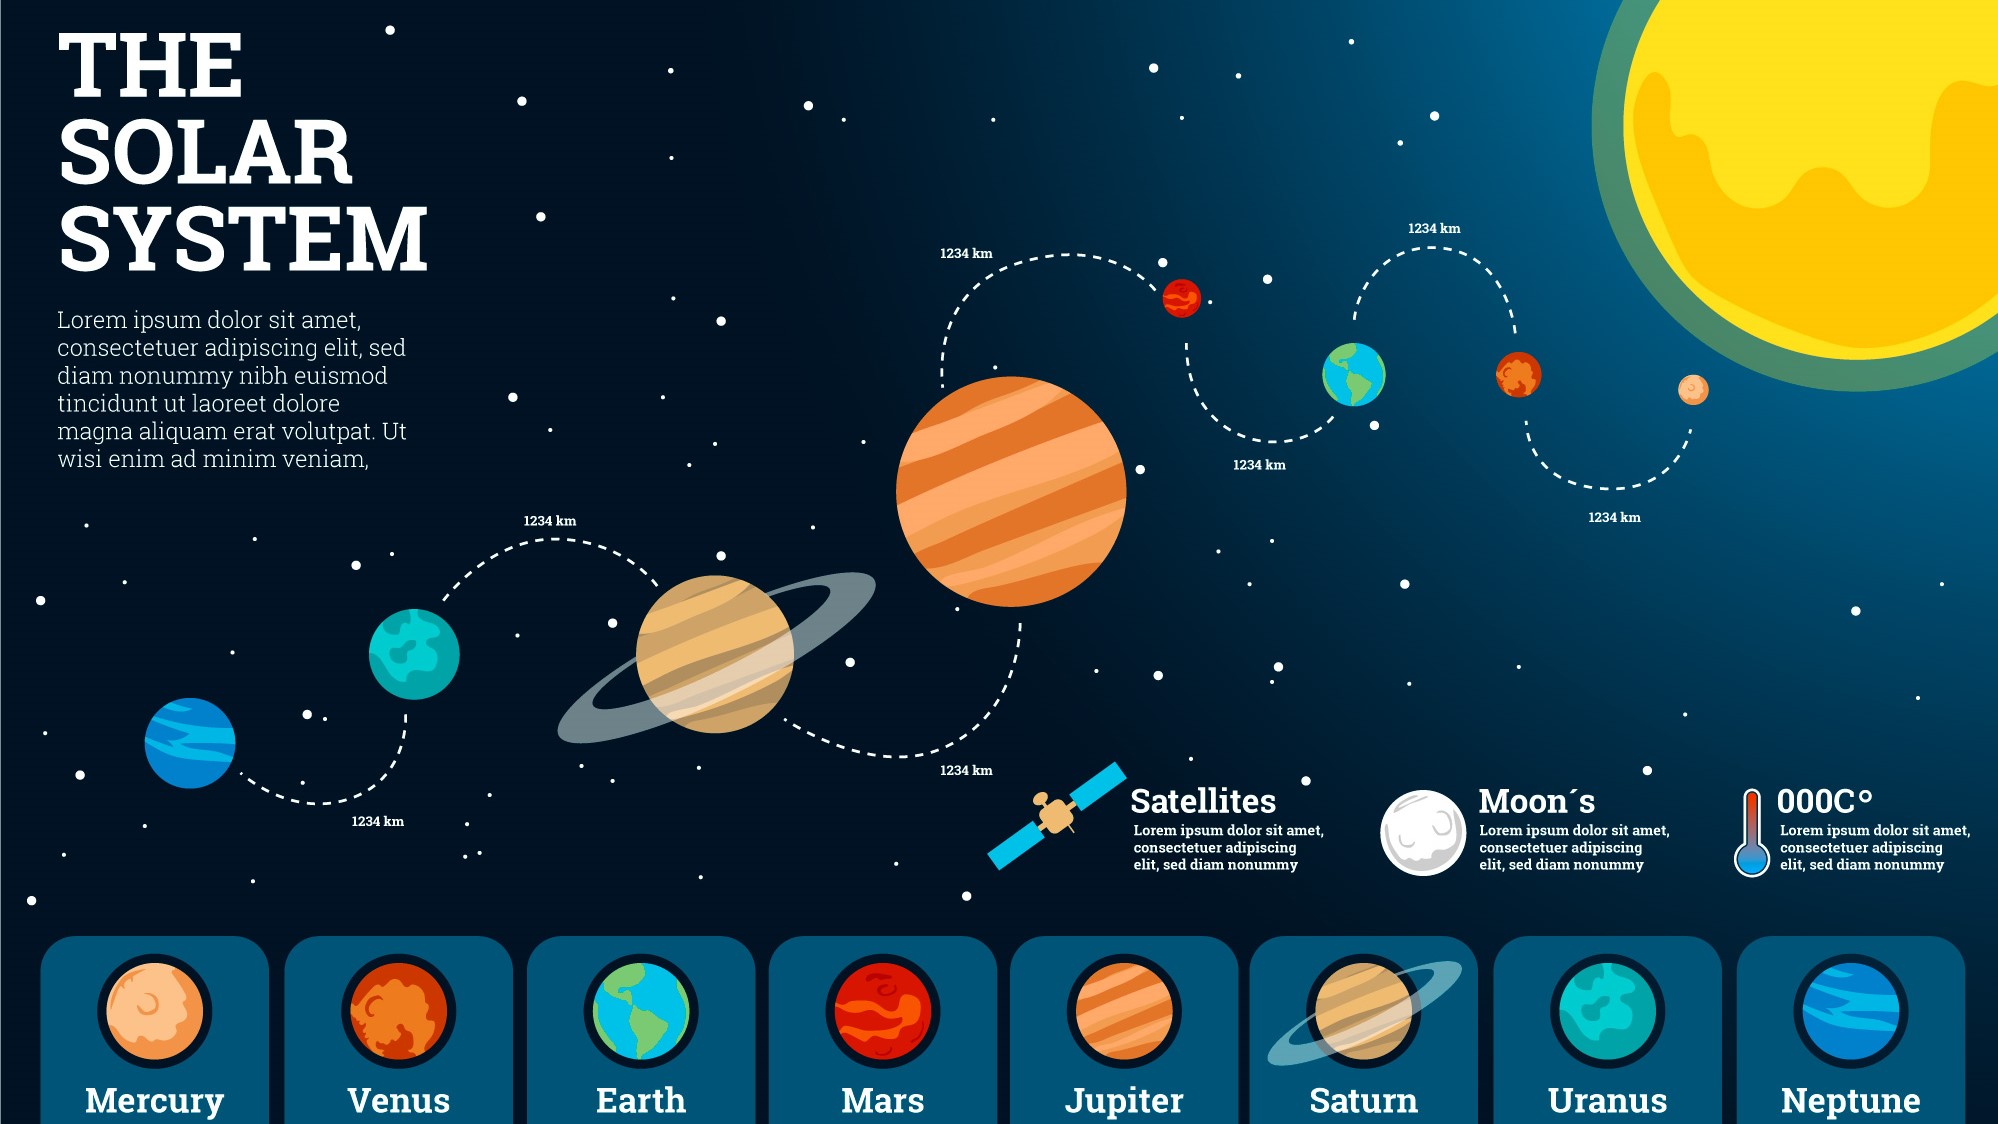 THE
SOLAR
SYSTEM
Lorem ipsum dolor sit amet,
consectetuer adipiscing elit, sed
diam nonummy nibh euismod
tincidunt ut laoreet dolore
magna aliquam erat volutpat. Ut
wisi enim ad minim veniam,
1234 km
1234 km
1234 km
1234 km
1234 km
1234 km
1234 km
Satellites
Lorem ipsum dolor sit amet,
consectetuer adipiscing
elit, sed diam nonummy
Moon´s
Lorem ipsum dolor sit amet,
consectetuer adipiscing
elit, sed diam nonummy
000C°
Lorem ipsum dolor sit amet,
consectetuer adipiscing
elit, sed diam nonummy
Mercury
Venus
Earth
Mars
Jupiter
Saturn
Uranus
Neptune